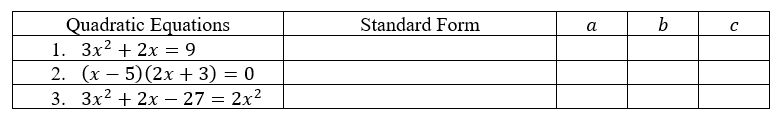 Quadratic Equations Standard Form a b c
1. 3x² + 2x = 9
2. (x − 5)(2x + 3) = 0
3. 3x² + 2x − 27 = 2x²